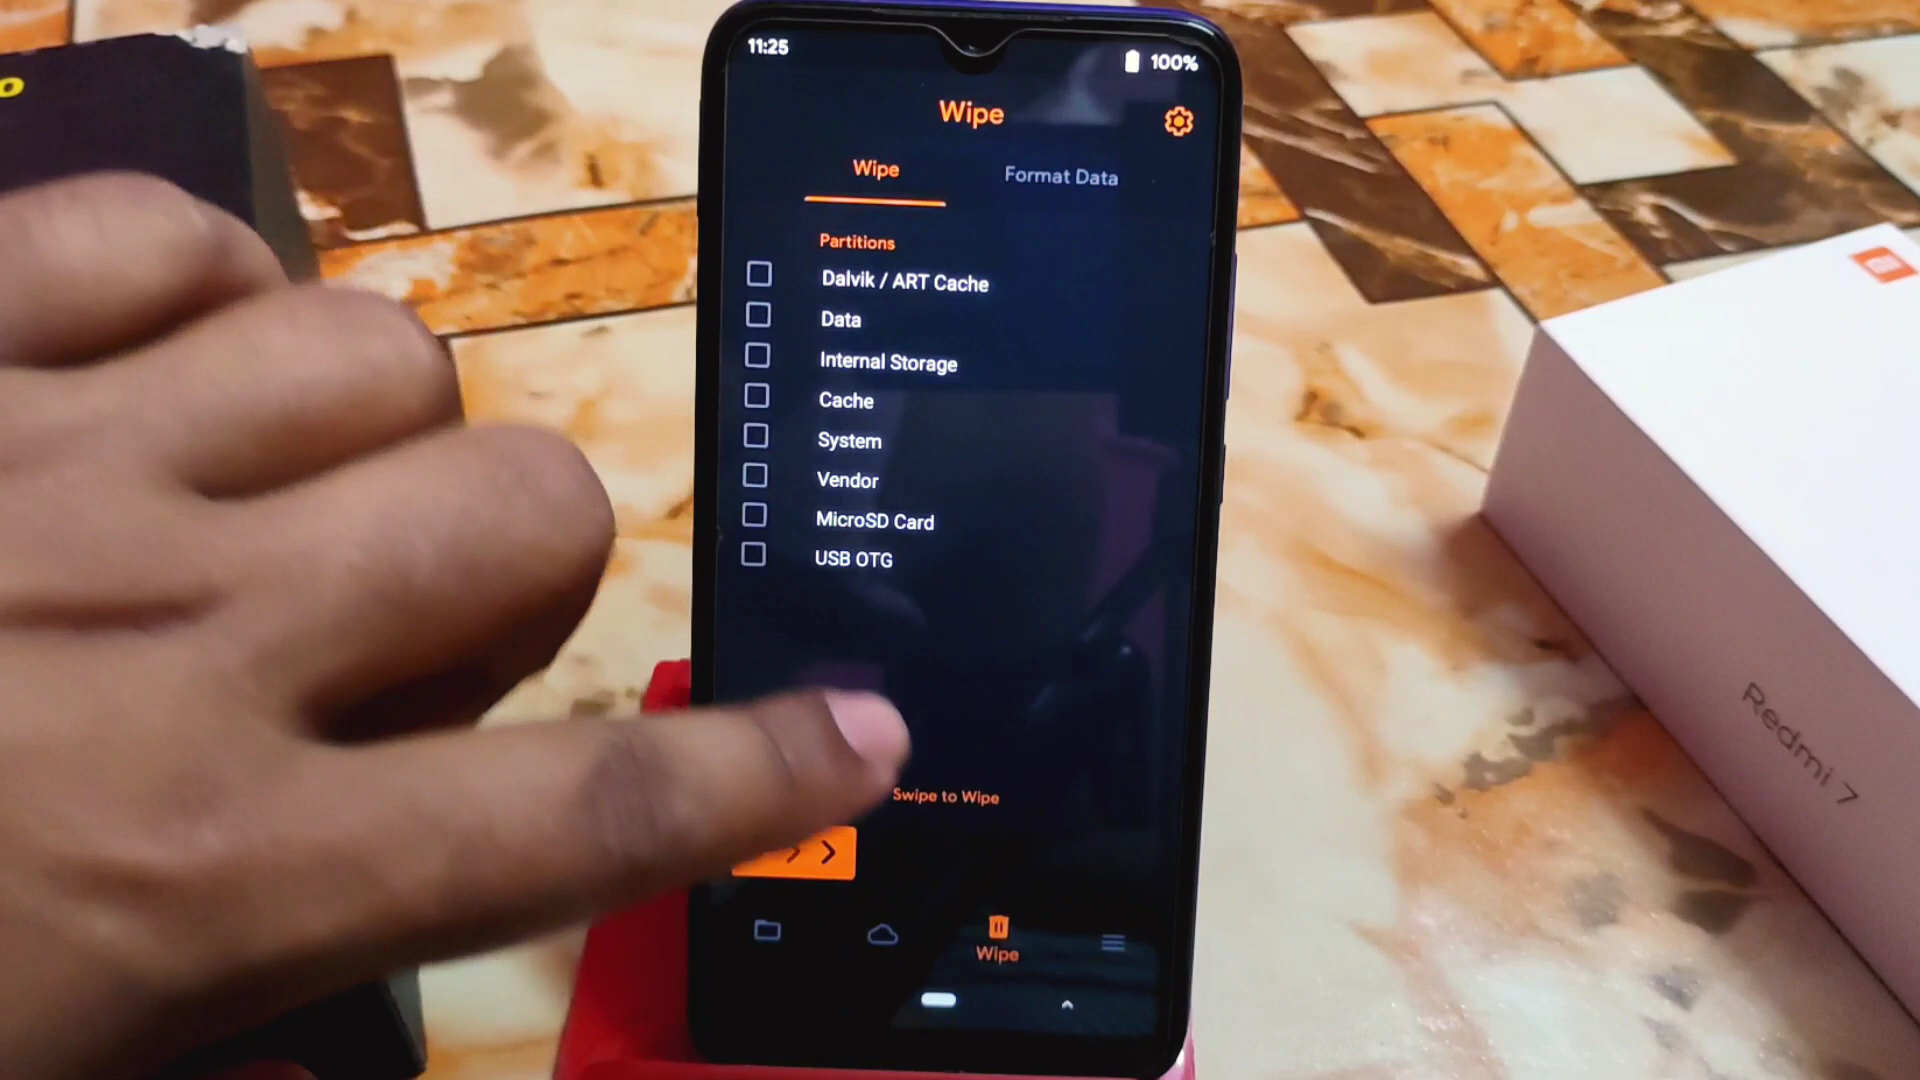 o
11:25
100%
Wipe
Wipe
Format Data
Partitions
Dalvik / ART Cache
Data
Internal Storage
Cache
System
Vendor
MicroSD Card
USB OTG
Swipe to Wipe
Wipe
Redmi 7